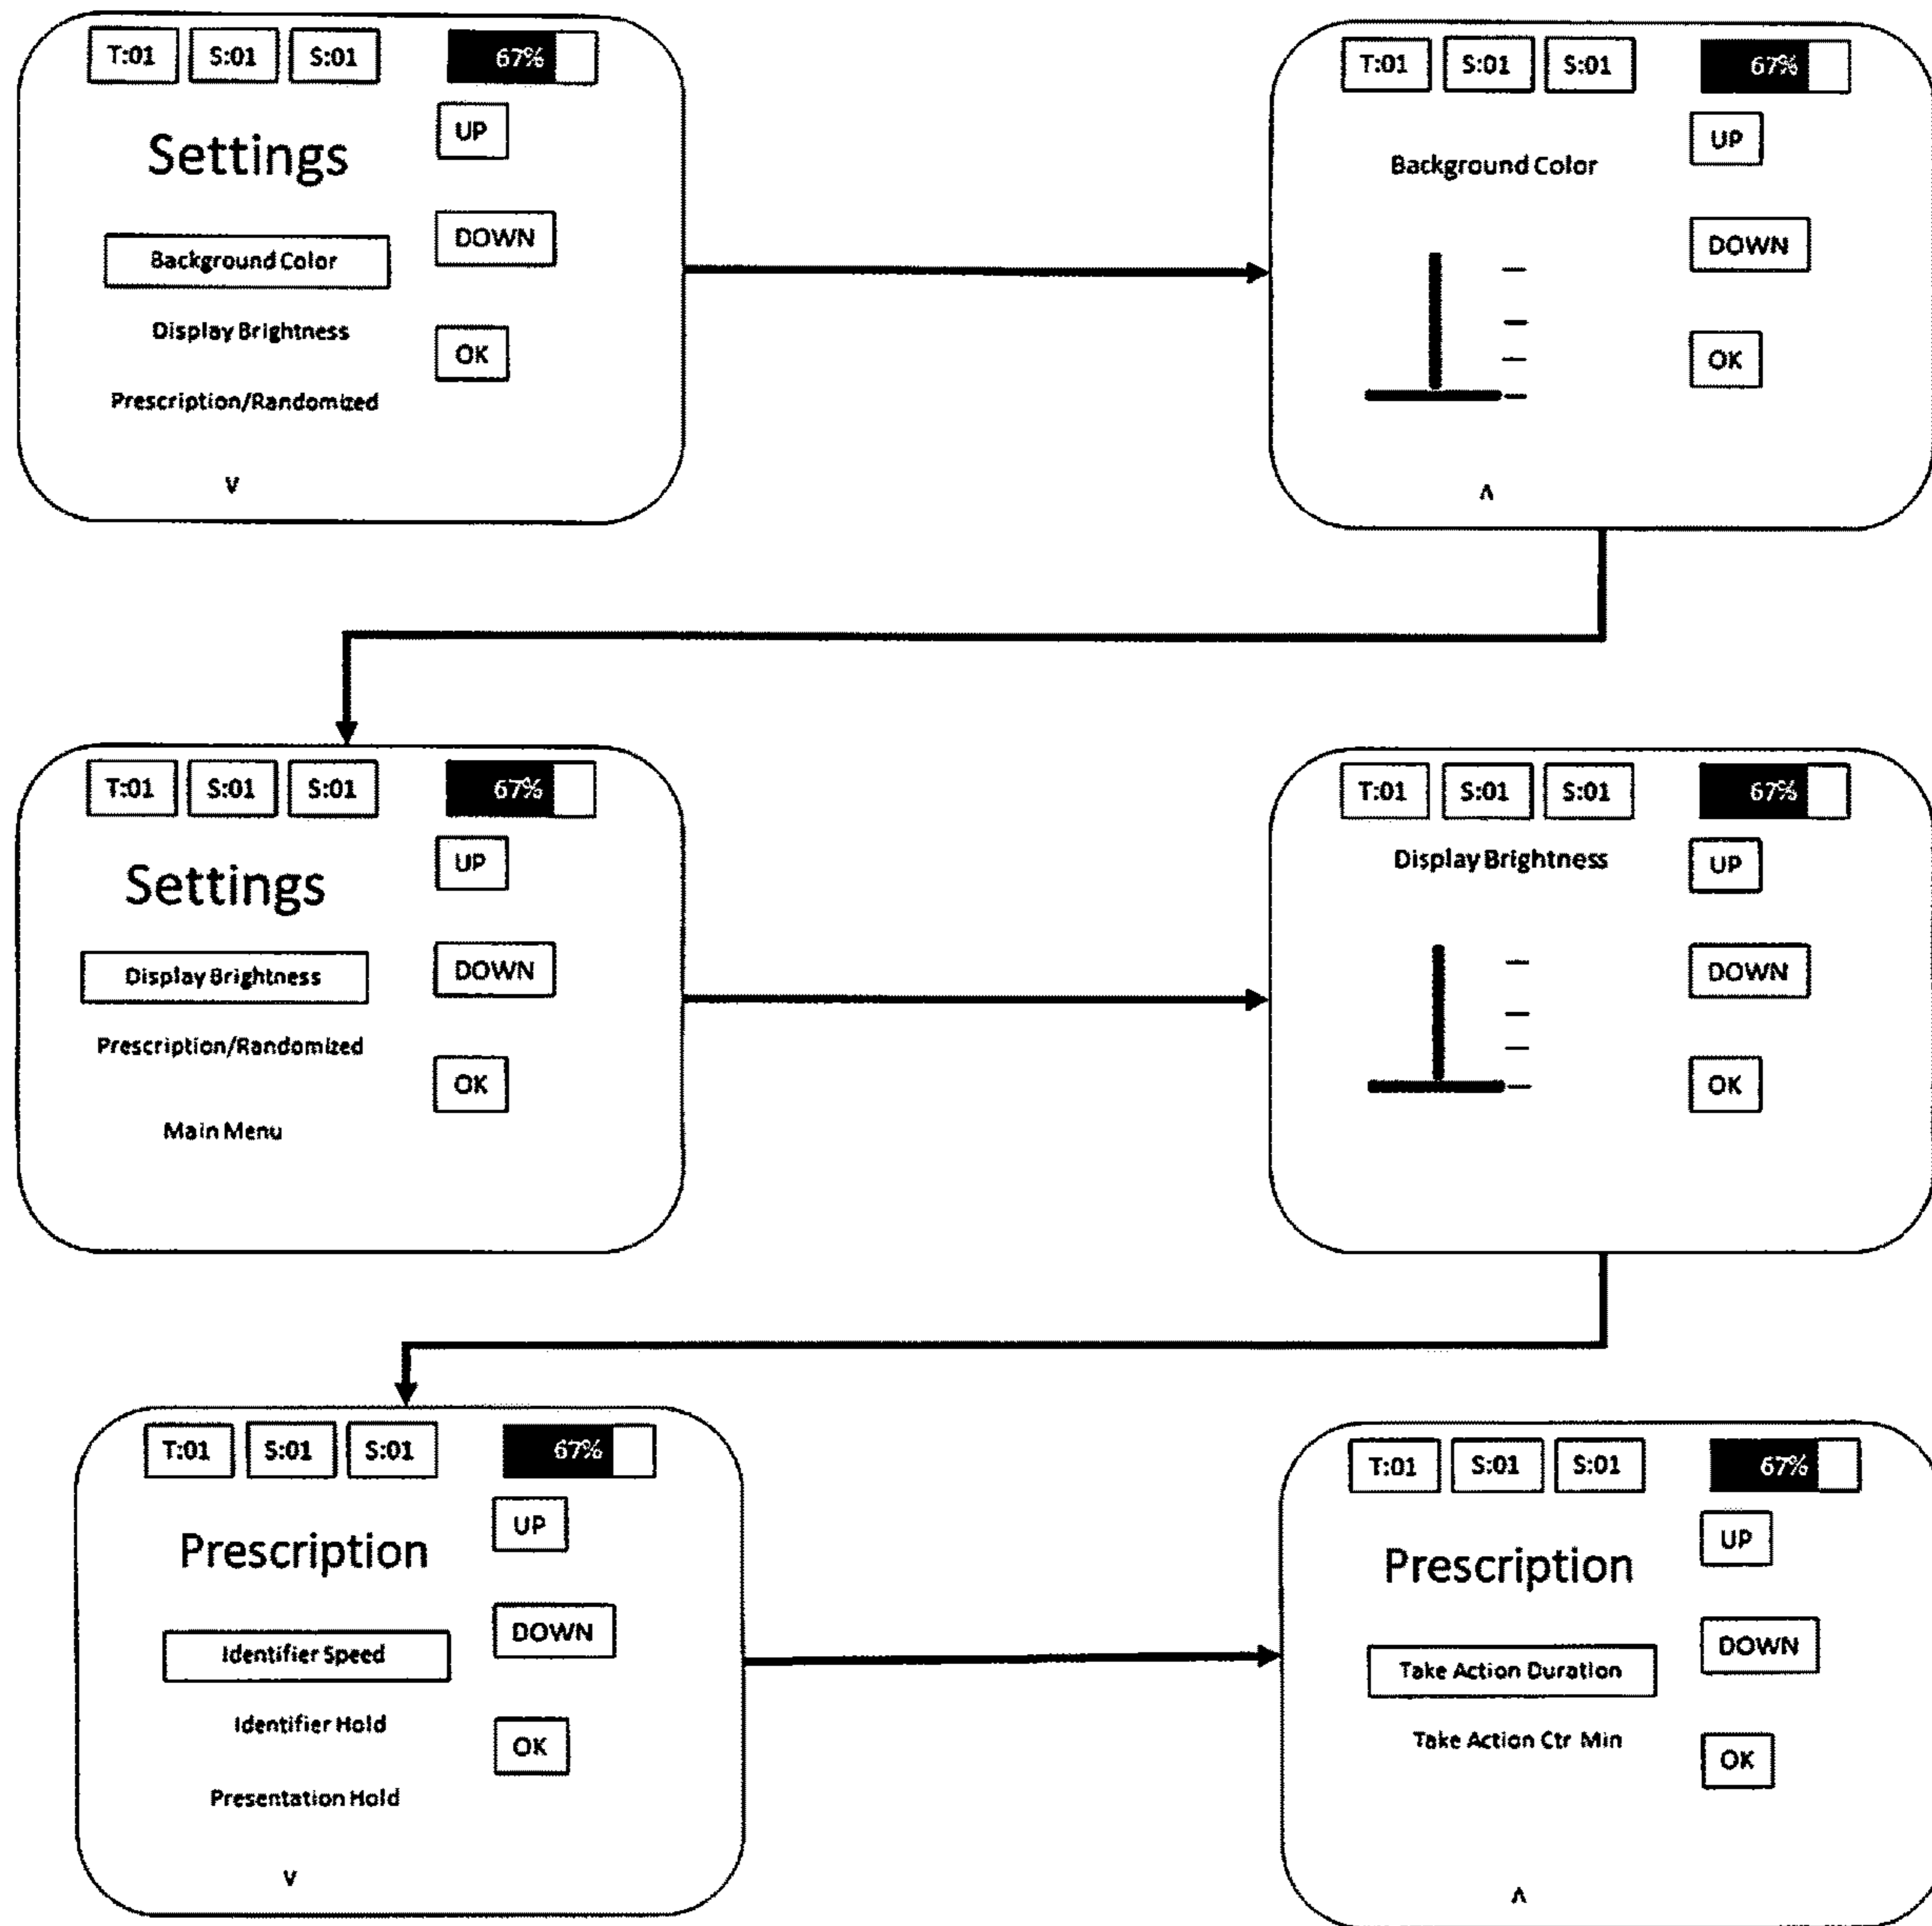 T:01 S:01 S:01 67%
UP
Settings
DOWN
Background Color
Display Brightness
OK
Prescription/Randomized
V
T:01 S:01 S:01 67%
UP
Background Color
DOWN
OK
Λ
T:01 S:01 S:01 67%
UP
Settings
DOWN
Display Brightness
Prescription/Randomized
OK
Main Menu
T:01 S:01 S:01 67%
Display Brightness
UP
DOWN
OK
T:01 S:01 S:01 67%
UP
Prescription
DOWN
Identifier Speed
Identifier Hold
OK
Presentation Hold
V
T:01 S:01 S:01 67%
UP
Prescription
DOWN
Take Action Duration
Take Action Ctr Min
OK
Λ